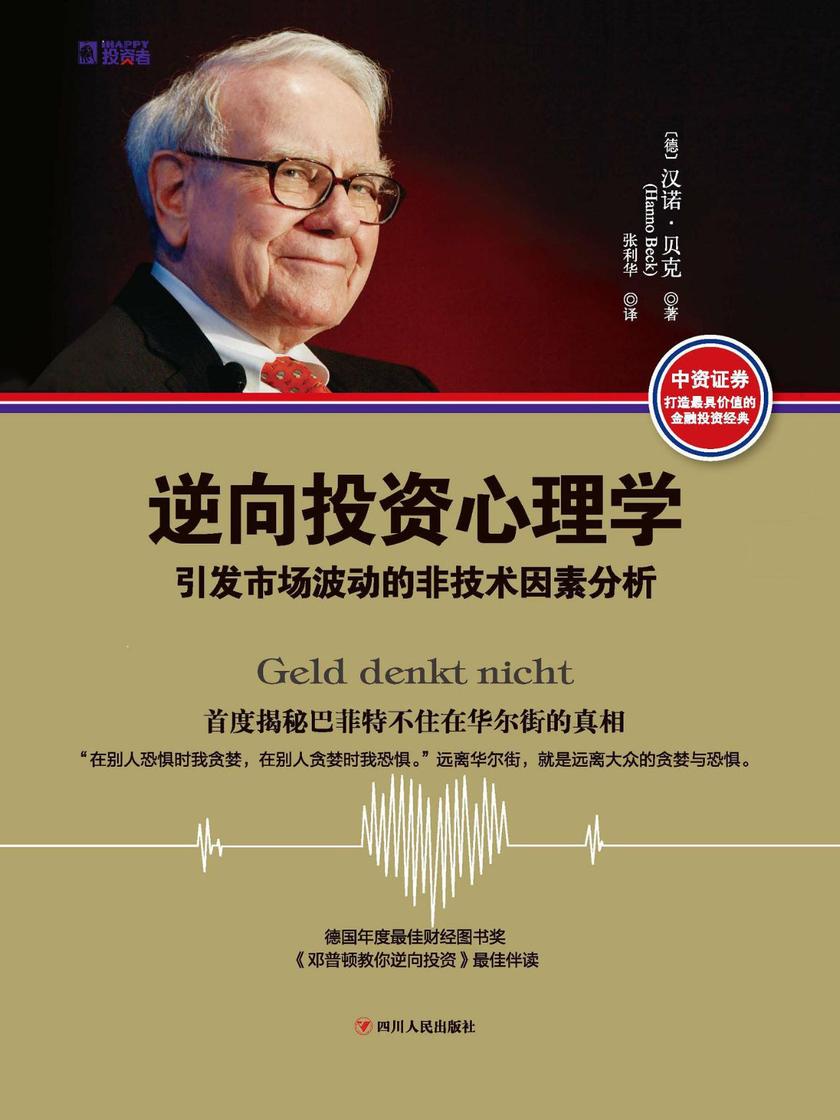 iHAPPY
投资者
〔德〕汉诺·贝克 ◎著
(Hanno Beck)
张利华 ◎译
中资证券
打造最具价值的
金融投资经典
逆向投资心理学
引发市场波动的非技术因素分析
Geld denkt nicht
首度揭秘巴菲特不住在华尔街的真相
“在别人恐惧时我贪婪，在别人贪婪时我恐惧。”远离华尔街，就是远离大众的贪婪与恐惧。
德国年度最佳财经图书奖
《邓普顿教你逆向投资》最佳伴读
四川人民出版社